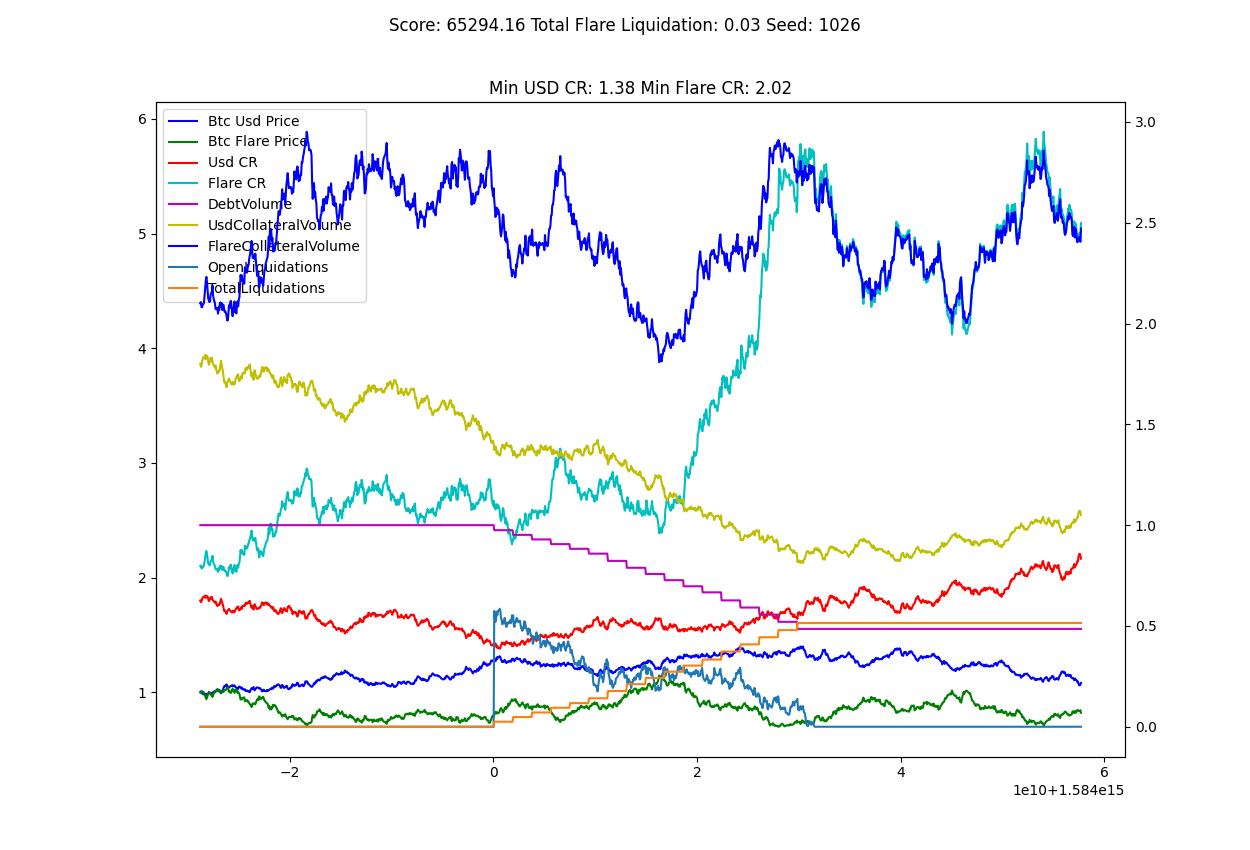 Score: 65294.16 Total Flare Liquidation: 0.03 Seed: 1026
Min USD CR: 1.38 Min Flare CR: 2.02
Btc Usd Price
Btc Flare Price
Usd CR
Flare CR
DebtVolume
UsdCollateralVolume
FlareCollateralVolume
OpenLiquidations
TotalLiquidations
6
5
4
3
2
1
3.0
2.5
2.0
1.5
1.0
0.5
0.0
−2
0
2
4
6
1e10+1.584e15